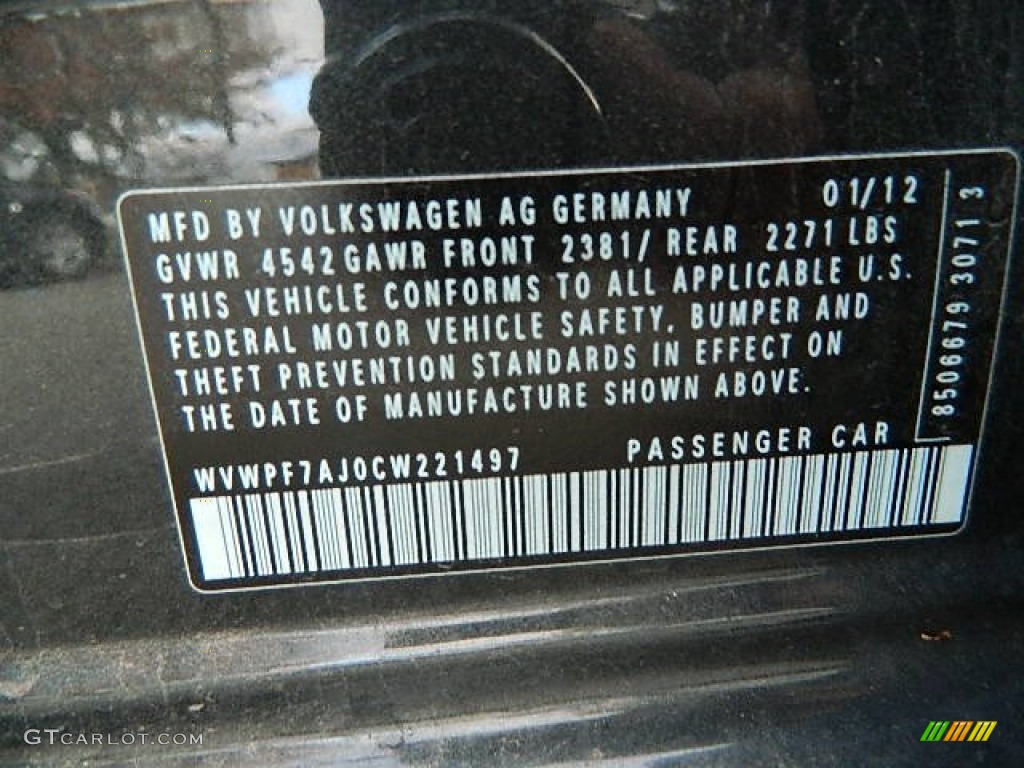 MFD BY VOLKSWAGEN AG GERMANY 01/12
GVWR 4542 GAWR FRONT 2381/ REAR 2271 LBS
THIS VEHICLE CONFORMS TO ALL APPLICABLE U.S.
FEDERAL MOTOR VEHICLE SAFETY, BUMPER AND
THEFT PREVENTION STANDARDS IN EFFECT ON
THE DATE OF MANUFACTURE SHOWN ABOVE.
WVWPF7AJ0CW221497 PASSENGER CAR
8506679 30713
GTCARLOT.COM